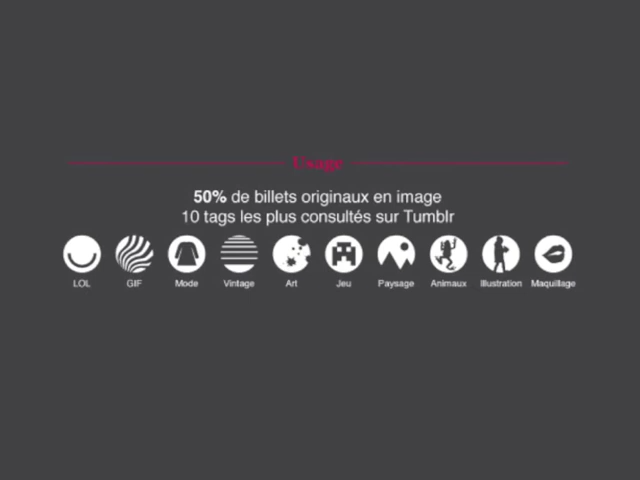 Usage
50% de billets originaux en image
10 tags les plus consultés sur Tumblr
LOL GIF Mode Vintage Art Jeu Paysage Animaux Illustration Maquillage